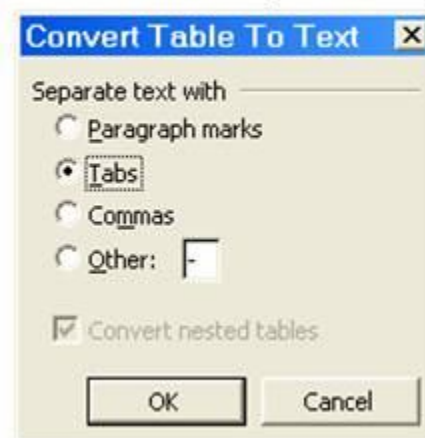 Convert Table To Text
Separate text with
Paragraph marks
Tabs
Commas
Other: -
Convert nested tables
OK Cancel